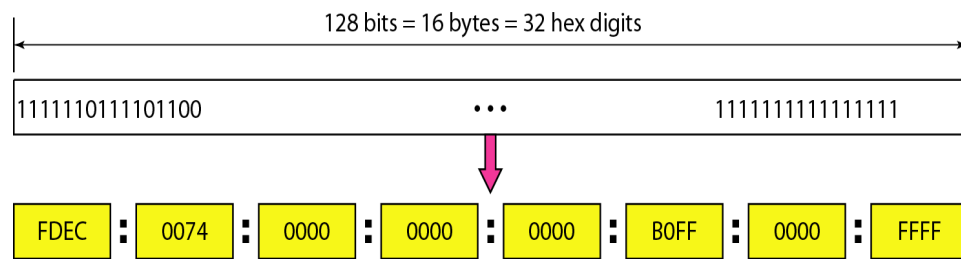 128 bits = 16 bytes = 32 hex digits
1111110111101100 ••• 1111111111111111
FDEC : 0074 : 0000 : 0000 : 0000 : B0FF : 0000 : FFFF